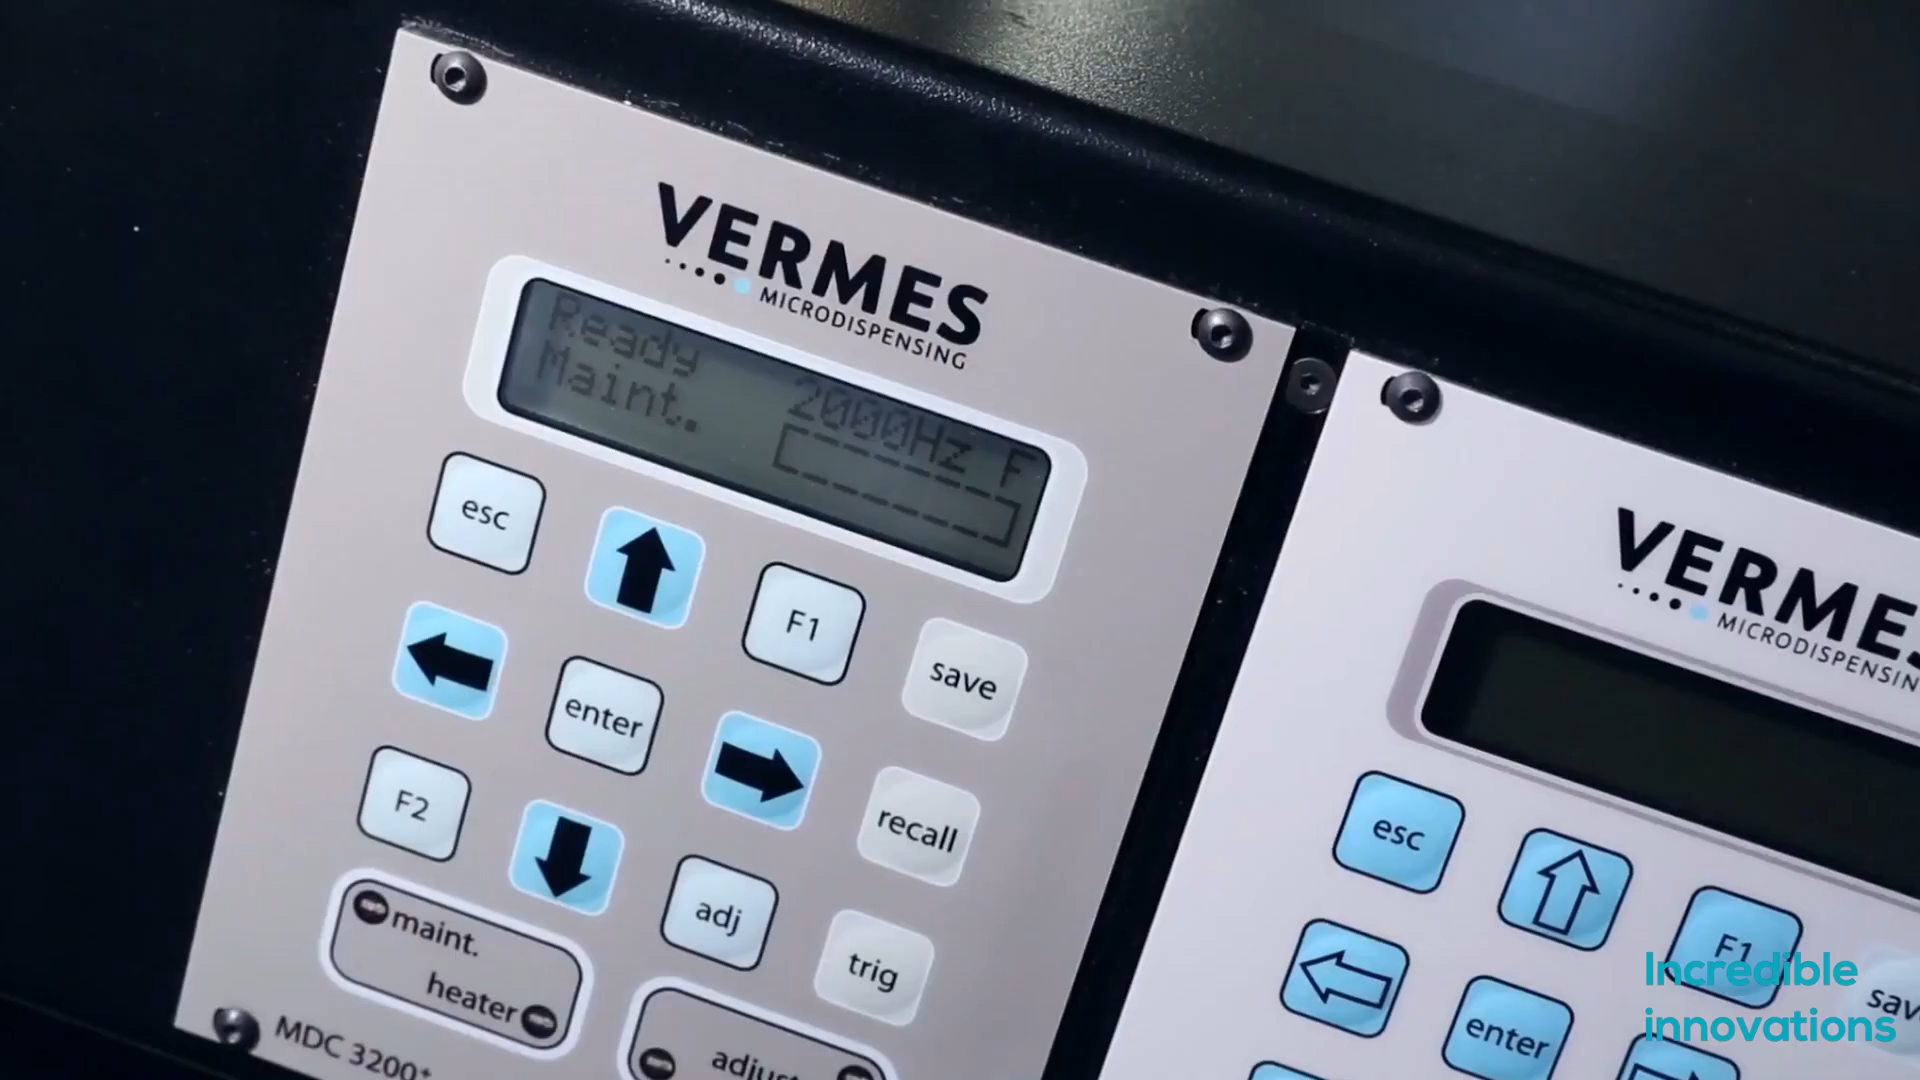 VERMES
MICRODISPENSING
Ready 2000Hz F
Maint. [------]
esc
F1
save
enter
F2
recall
adj
trig
maint.
heater
MDC 3200+
VERMES
MICRODISPENSIN
esc
F1
enter
Incredible
innovations